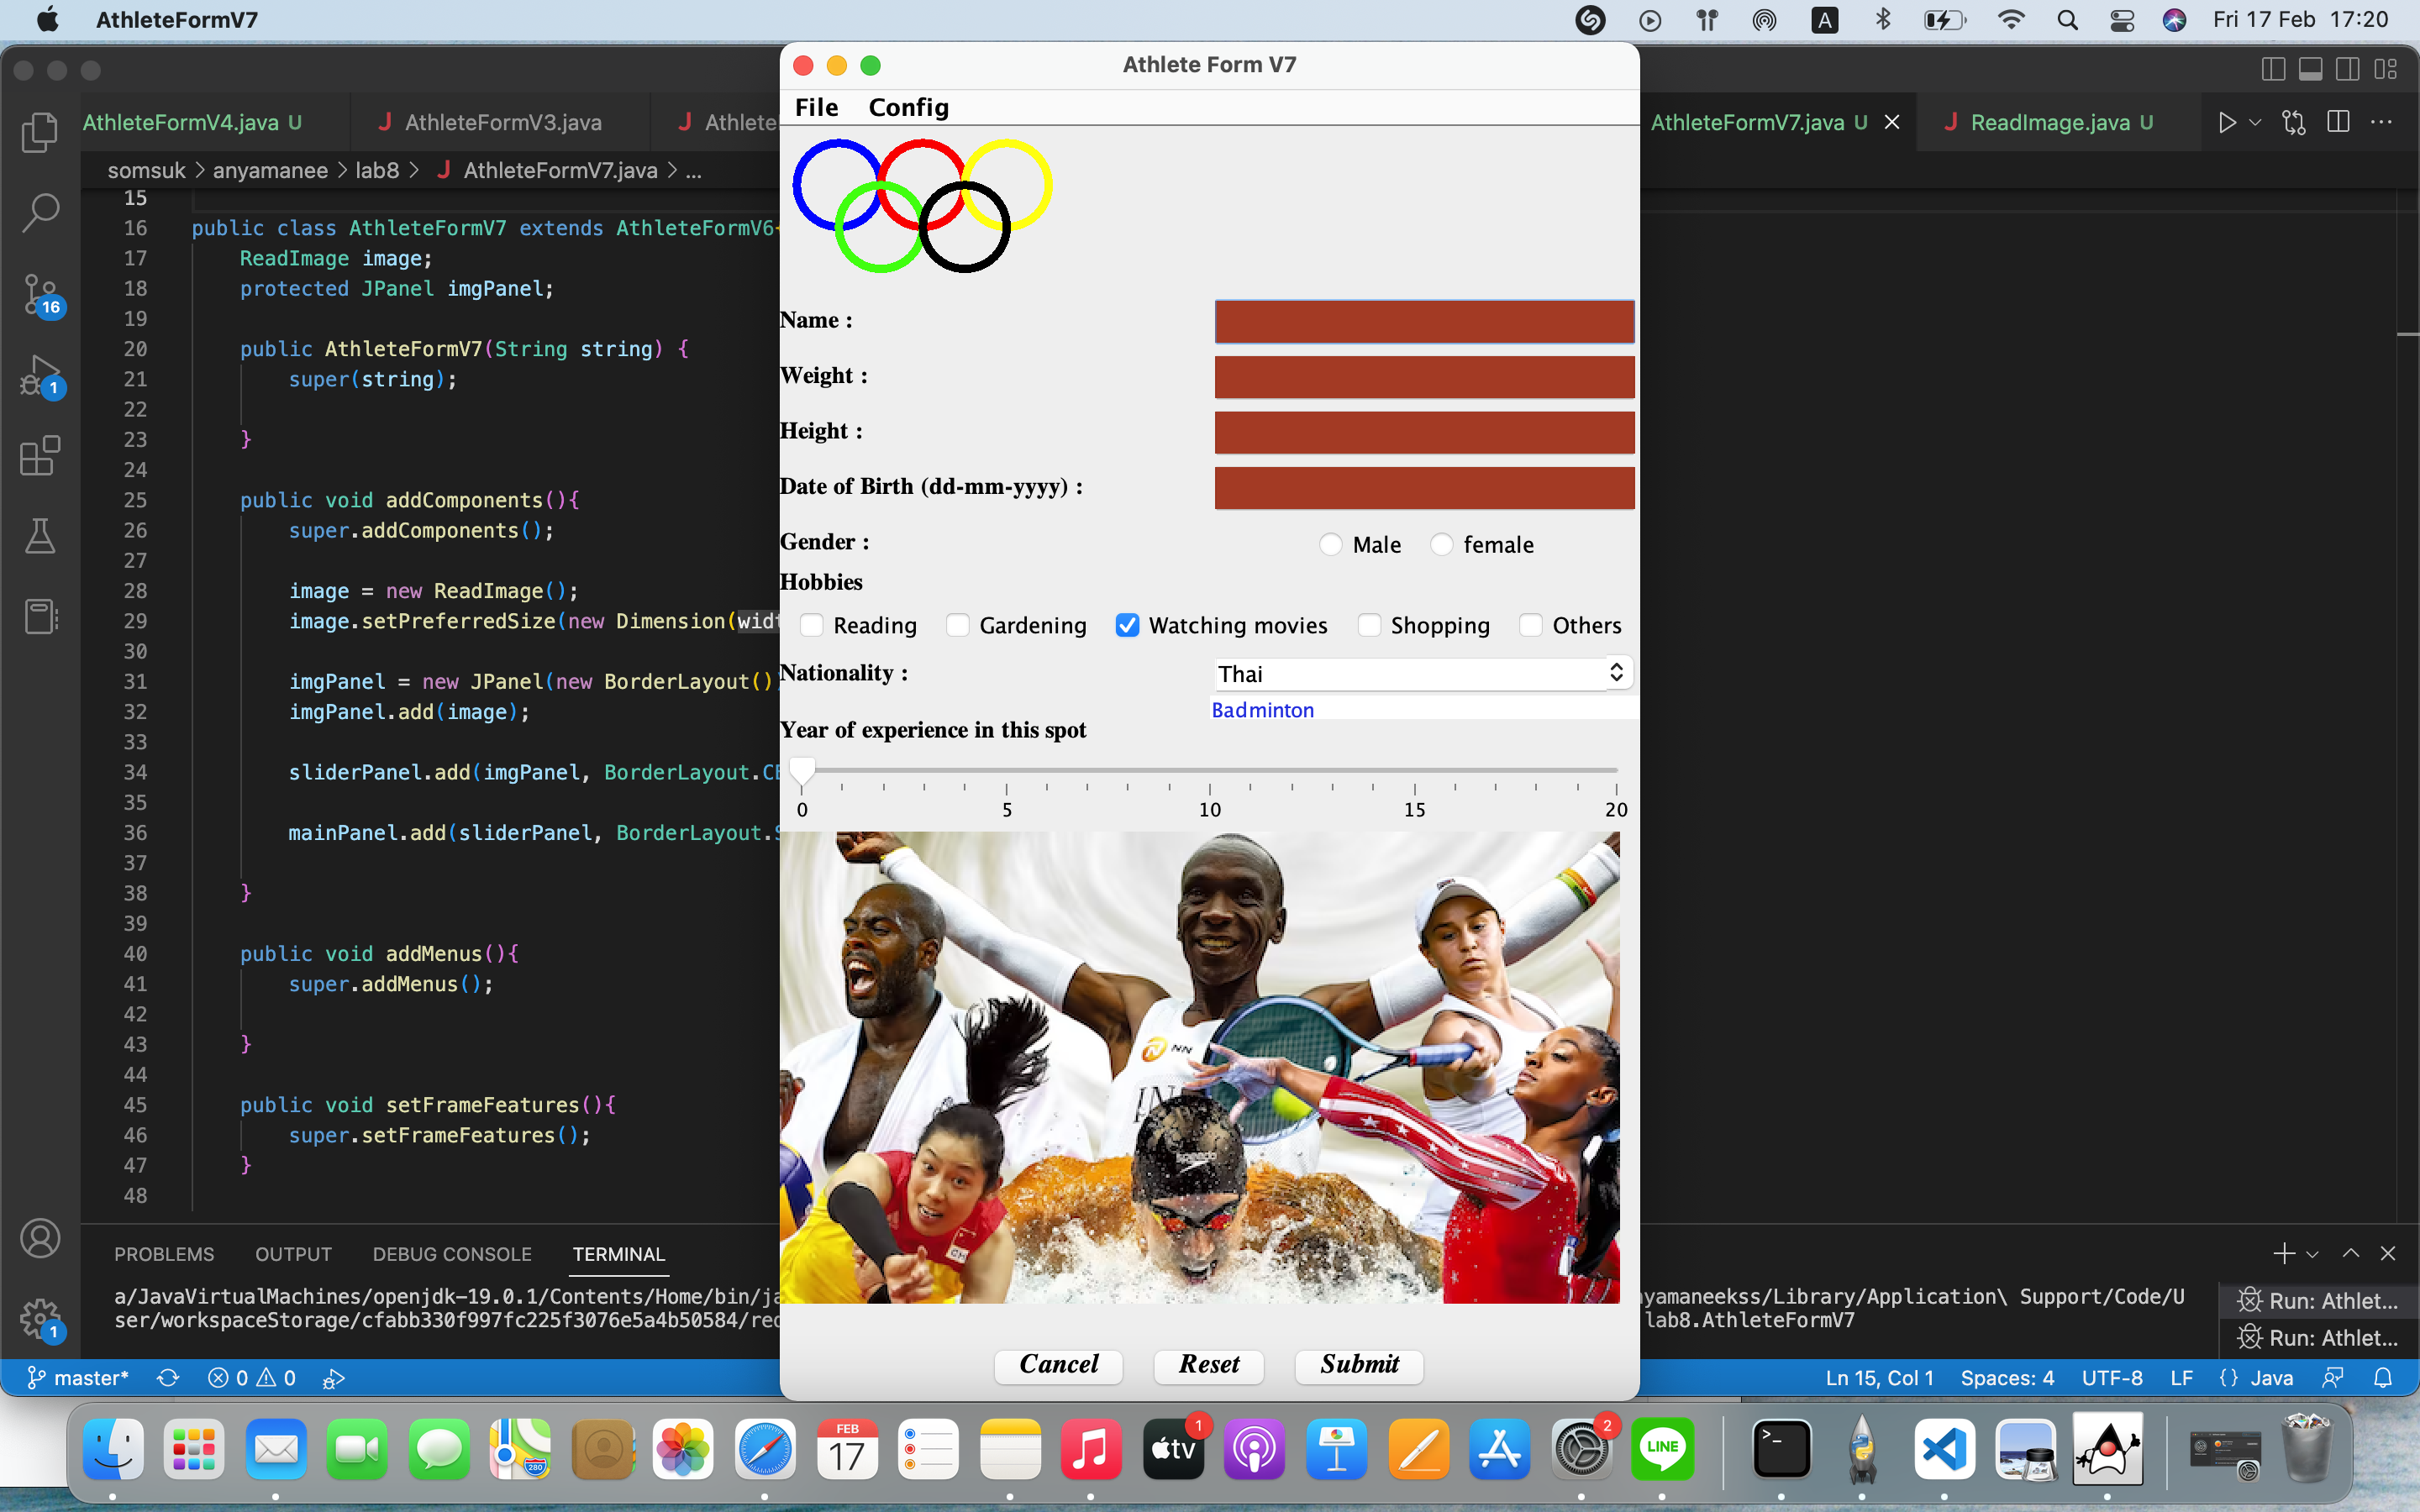 AthleteFormV7
A
Fri 17 Feb 17:20
Athlete Form V7
File Config
AthleteFormV4.java U
J AthleteFormV3.java
J Athlete
AthleteFormV7.java U
J ReadImage.java U
somsuk > anyamanee > lab8 > J AthleteFormV7.java > ...
15
16 public class AthleteFormV7 extends AthleteFormV6
17 ReadImage image;
18 protected JPanel imgPanel;
19
20 public AthleteFormV7(String string) {
21 super(string);
22
23 }
24
25 public void addComponents(){
26 super.addComponents();
27
28 image = new ReadImage();
29 image.setPreferredSize(new Dimension(widt
30
31 imgPanel = new JPanel(new BorderLayout()
32 imgPanel.add(image);
33
34 sliderPanel.add(imgPanel, BorderLayout.CE
35
36 mainPanel.add(sliderPanel, BorderLayout.S
37
38 }
39
40 public void addMenus(){
41 super.addMenus();
42
43 }
44
45 public void setFrameFeatures(){
46 super.setFrameFeatures();
47 }
48
16
1
1
Name :
Weight :
Height :
Date of Birth (dd-mm-yyyy) :
Gender :
Male female
Hobbies
Reading Gardening Watching movies Shopping Others
Nationality :
Thai
Badminton
Year of experience in this spot
0 5 10 15 20
NN
speedo
CH
Cancel Reset Submit
PROBLEMS OUTPUT DEBUG CONSOLE TERMINAL
a/JavaVirtualMachines/openjdk-19.0.1/Contents/Home/bin/ja
yamaneekss/Library/Application\ Support/Code/U
ser/workspaceStorage/cfabb330f997fc225f3076e5a4b50584/red
lab8.AthleteFormV7
Run: Athlet...
Run: Athlet...
master* 0 0
Ln 15, Col 1 Spaces: 4 UTF-8 LF {} Java
280
FEB
17
tv
1
2
LINE
>_